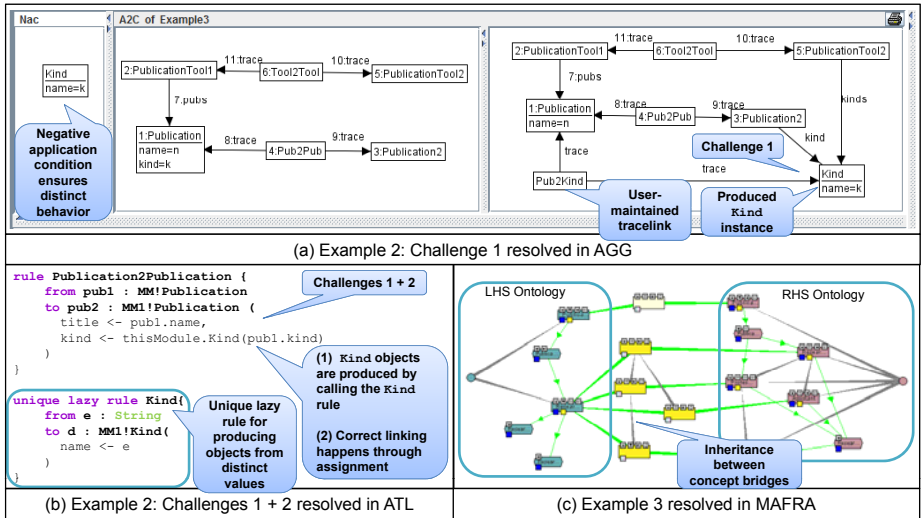 Nac
A2C of Example3
Kind
name=k
Negative
application
condition
ensures
distinct
behavior
2:PublicationTool1
11:trace
6:Tool2Tool
10:trace
5:PublicationTool2
7:pubs
1:Publication
name=n
kind=k
8:trace
4:Pub2Pub
9:trace
3:Publication2
2:PublicationTool1
11:trace
6:Tool2Tool
10:trace
5:PublicationTool2
7:pubs
kinds
1:Publication
name=n
8:trace
4:Pub2Pub
9:trace
3:Publication2
kind
trace
Challenge 1
trace
Pub2Kind
Kind
name=k
User-
maintained
tracelink
Produced
Kind
instance
(a) Example 2: Challenge 1 resolved in AGG
rule Publication2Publication {
from pub1 : MM!Publication
to pub2 : MM1!Publication (
title <- pub1.name,
kind <- thisModule.Kind(pub1.kind)
)
}
Challenges 1 + 2
(1) Kind objects
are produced by
calling the Kind
rule
(2) Correct linking
happens through
assignment
unique lazy rule Kind{
from e : String
to d : MM1!Kind(
name <- e
)
}
Unique lazy
rule for
producing
objects from
distinct
values
(b) Example 2: Challenges 1 + 2 resolved in ATL
LHS Ontology
RHS Ontology
Inheritance
between
concept bridges
(c) Example 3 resolved in MAFRA